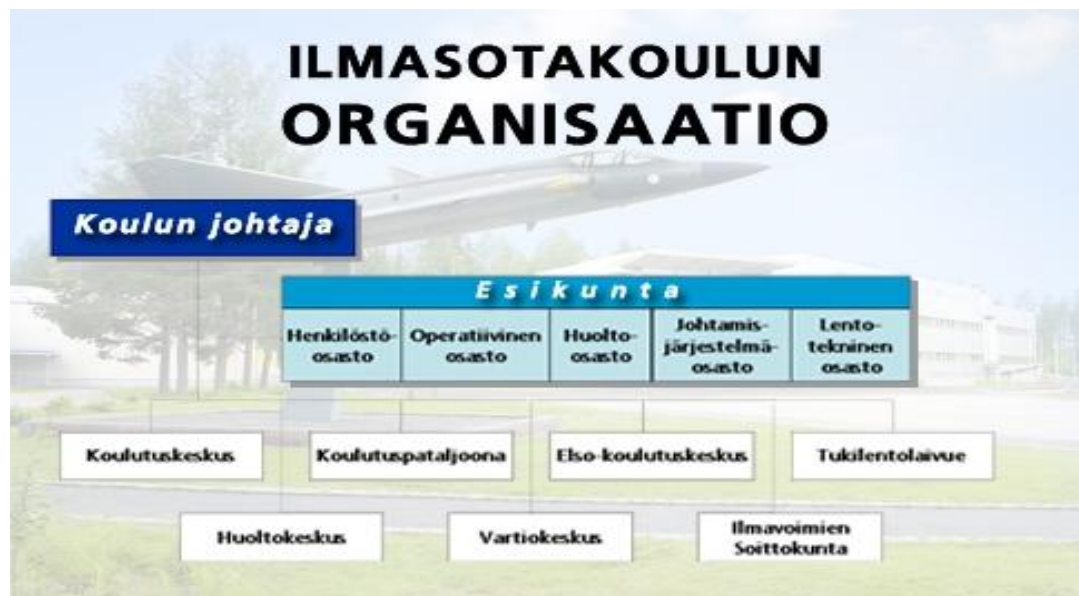 ILMASOTAKOULUN
ORGANISAATIO
Koulun johtaja
Esikunta
Henkilöstö-
osasto
Operatiivinen
osasto
Huolto-
osasto
Johtamis-
järjestelmä-
osasto
Lento-
tekninen
osasto
Koulutuskeskus
Koulutuspataljoona
Elso-koulutuskeskus
Tukilentolaivue
Huoltokeskus
Vartiokeskus
Ilmavoimien
Soittokunta